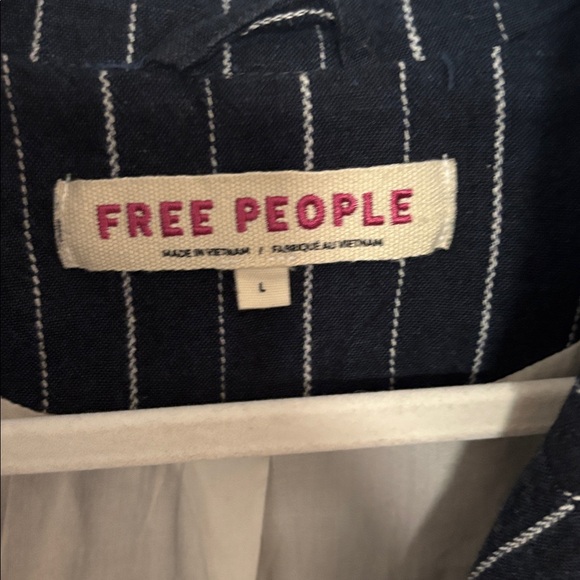 FREE PEOPLE
MADE IN VIETNAM / FABRIQUÉ AU VIETNAM
L